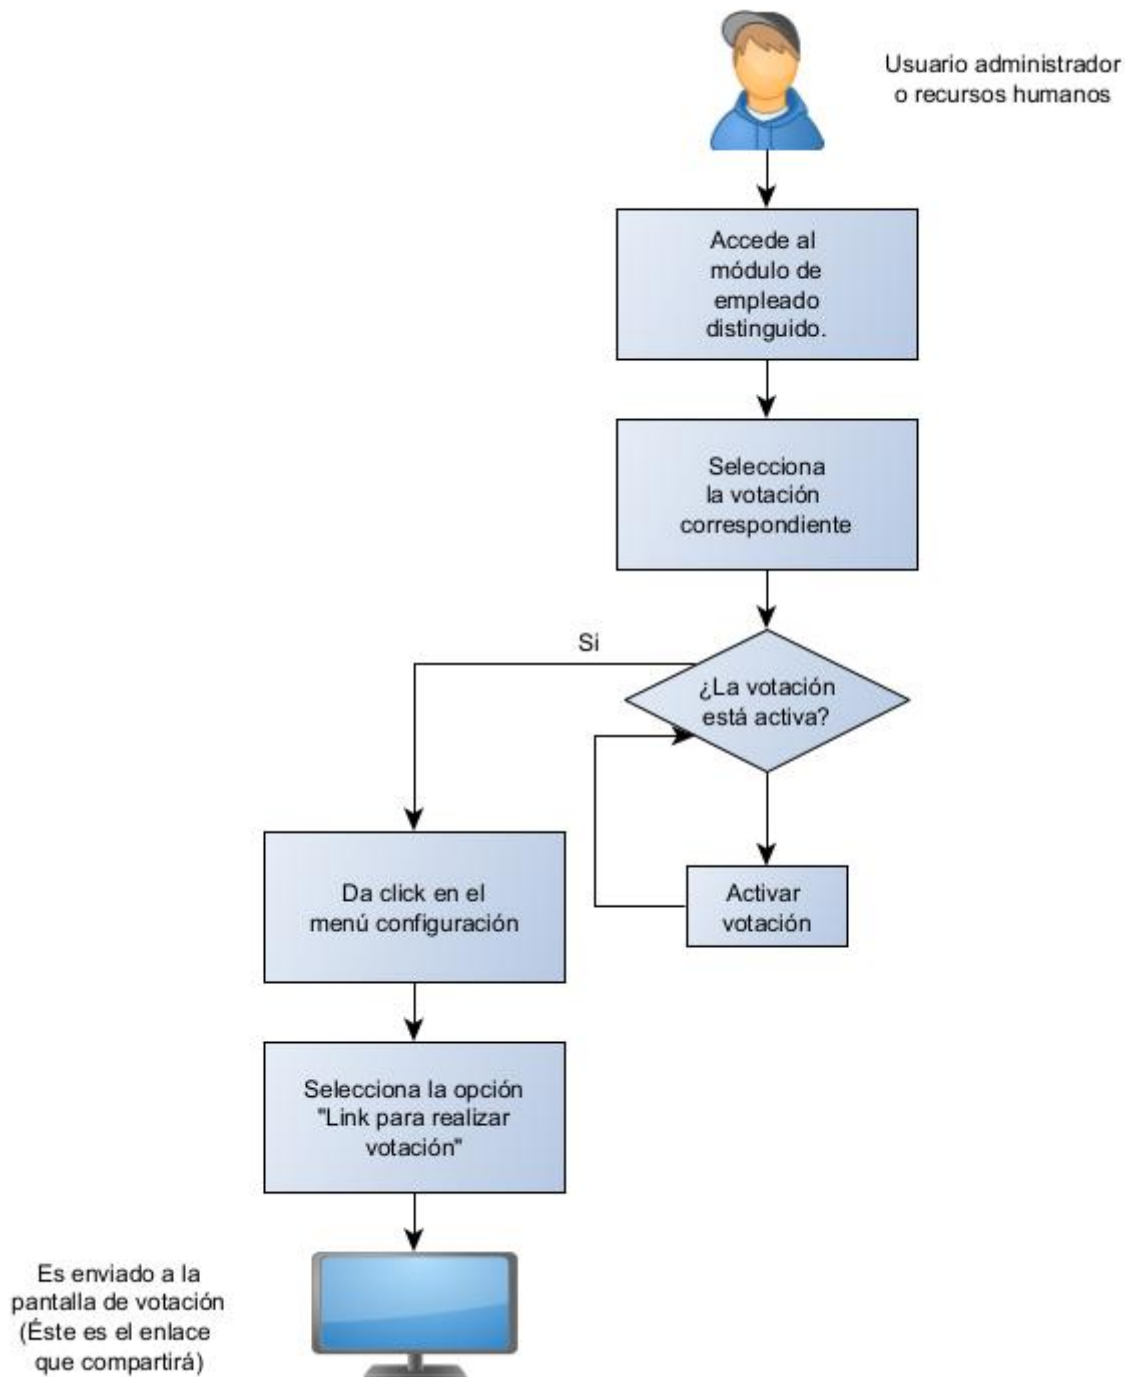 Usuario administrador
o recursos humanos
Accede al
módulo de
empleado
distinguido.
Selecciona
la votación
correspondiente
Si
¿La votación
está activa?
Da click en el
menú configuración
Activar
votación
Selecciona la opción
"Link para realizar
votación"
Es enviado a la
pantalla de votación
(Éste es el enlace
que compartirá)